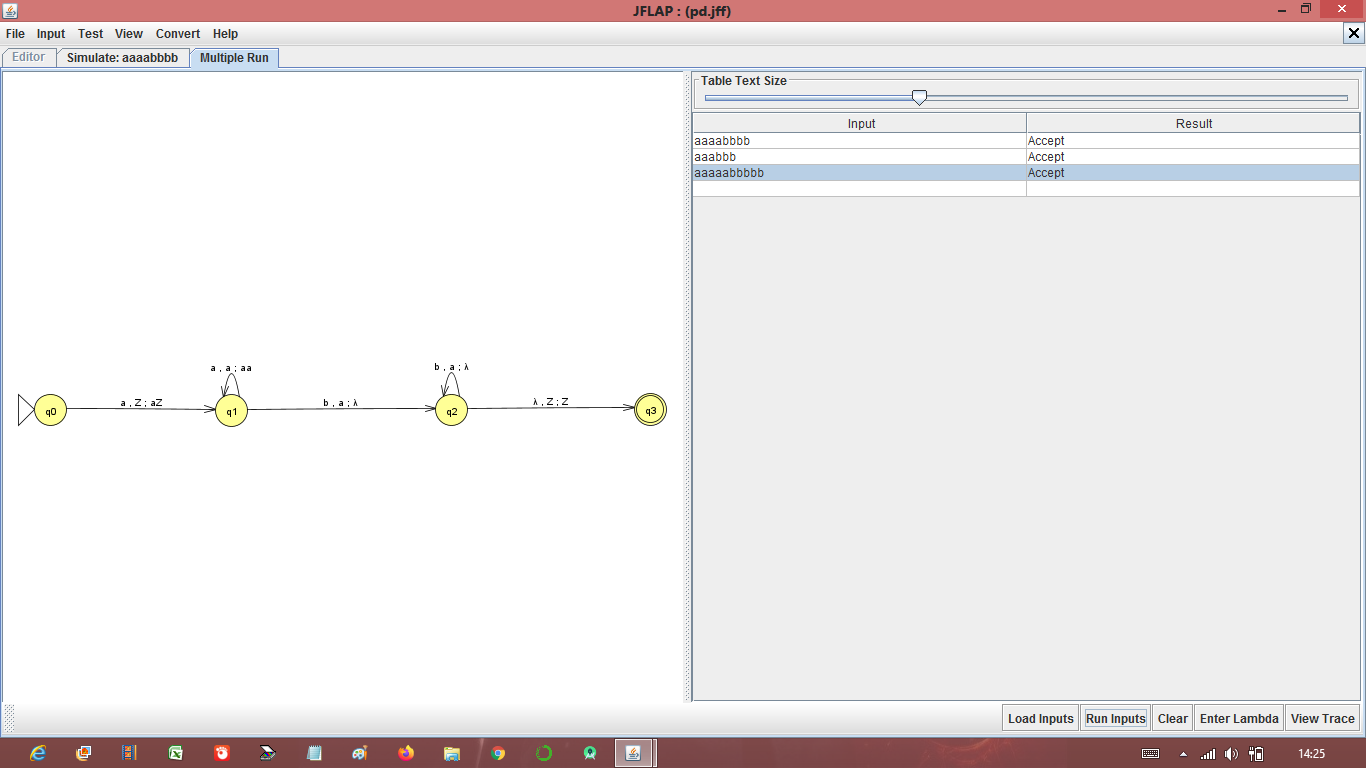 JFLAP : (pd.jff)
File Input Test View Convert Help
Editor Simulate: aaaabbbb Multiple Run
Table Text Size
Input Result
aaaabbbb Accept
aaabbb Accept
aaaaabbbbb Accept
a , a ; aa
b , a ; λ
a , Z ; aZ
b , a ; λ
λ , Z ; Z
q0 q1 q2 q3
Load Inputs Run Inputs Clear Enter Lambda View Trace
14:25